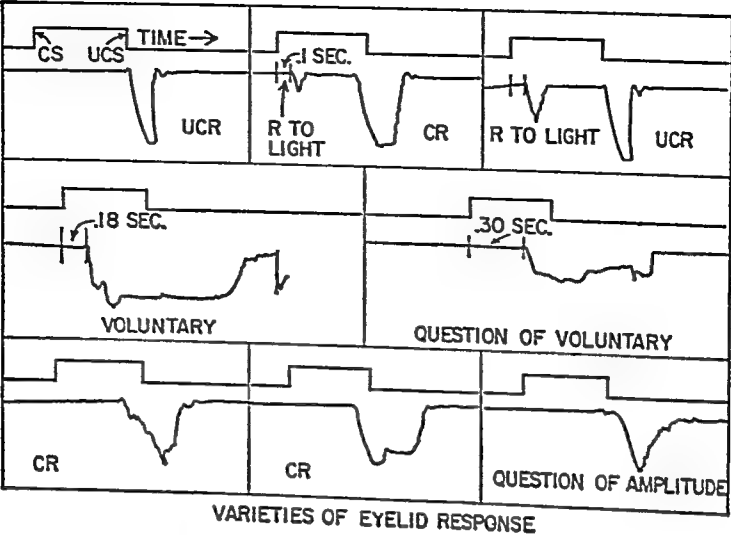 CS UCS TIME→
UCR
.1 SEC.
R TO
LIGHT
CR
R TO LIGHT
UCR
.18 SEC.
VOLUNTARY
.30 SEC.
QUESTION OF VOLUNTARY
CR
CR
QUESTION OF AMPLITUDE
VARIETIES OF EYELID RESPONSE